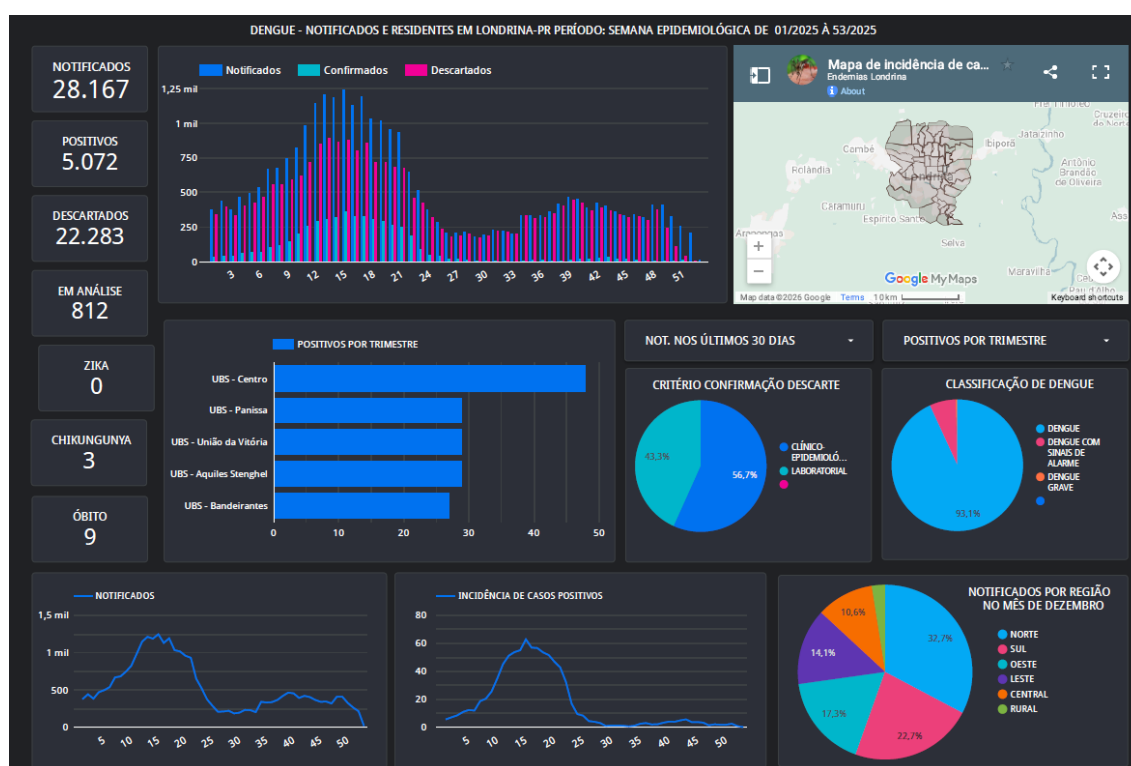 DENGUE - NOTIFICADOS E RESIDENTES EM LONDRINA-PR PERÍODO: SEMANA EPIDEMIOLÓGICA DE 01/2025 À 53/2025
NOTIFICADOS
28.167
POSITIVOS
5.072
DESCARTADOS
22.283
EM ANÁLISE
812
ZIKA
0
CHIKUNGUNYA
3
ÓBITO
9
Notificados Confirmados Descartados
1,25 mil
1 mil
750
500
250
0
3 6 9 12 15 18 21 24 27 30 33 36 39 42 45 48 51
Mapa de incidência de ca...
Endemias Londrina
About
Cruzeiro
Jataizinho
Ibiporã
Cambé
Rolândia
Londrina
Antônio
Brandão
de Oliveira
Caramuru
Espírito Santo
Ass
Selva
Maravilha
+
−
Google My Maps
Map data ©2026 Google Terms 10 km Keyboard shortcuts
POSITIVOS POR TRIMESTRE
UBS - Centro
UBS - Panissa
UBS - União da Vitória
UBS - Aquiles Stenghel
UBS - Bandeirantes
0 10 20 30 40 50
NOT. NOS ÚLTIMOS 30 DIAS
POSITIVOS POR TRIMESTRE
CRITÉRIO CONFIRMAÇÃO DESCARTE
43,3%
56,7%
CLÍNICO-
EPIDEMIOLÓ...
LABORATORIAL
CLASSIFICAÇÃO DE DENGUE
93,1%
DENGUE
DENGUE COM
SINAIS DE
ALARME
DENGUE
GRAVE
NOTIFICADOS
1,5 mil
1 mil
500
0
5 10 15 20 25 30 35 40 45 50
INCIDÊNCIA DE CASOS POSITIVOS
80
60
40
20
0
5 10 15 20 25 30 35 40 45 50
NOTIFICADOS POR REGIÃO
NO MÊS DE DEZEMBRO
10,6%
32,7%
14,1%
17,3%
22,7%
NORTE
SUL
OESTE
LESTE
CENTRAL
RURAL